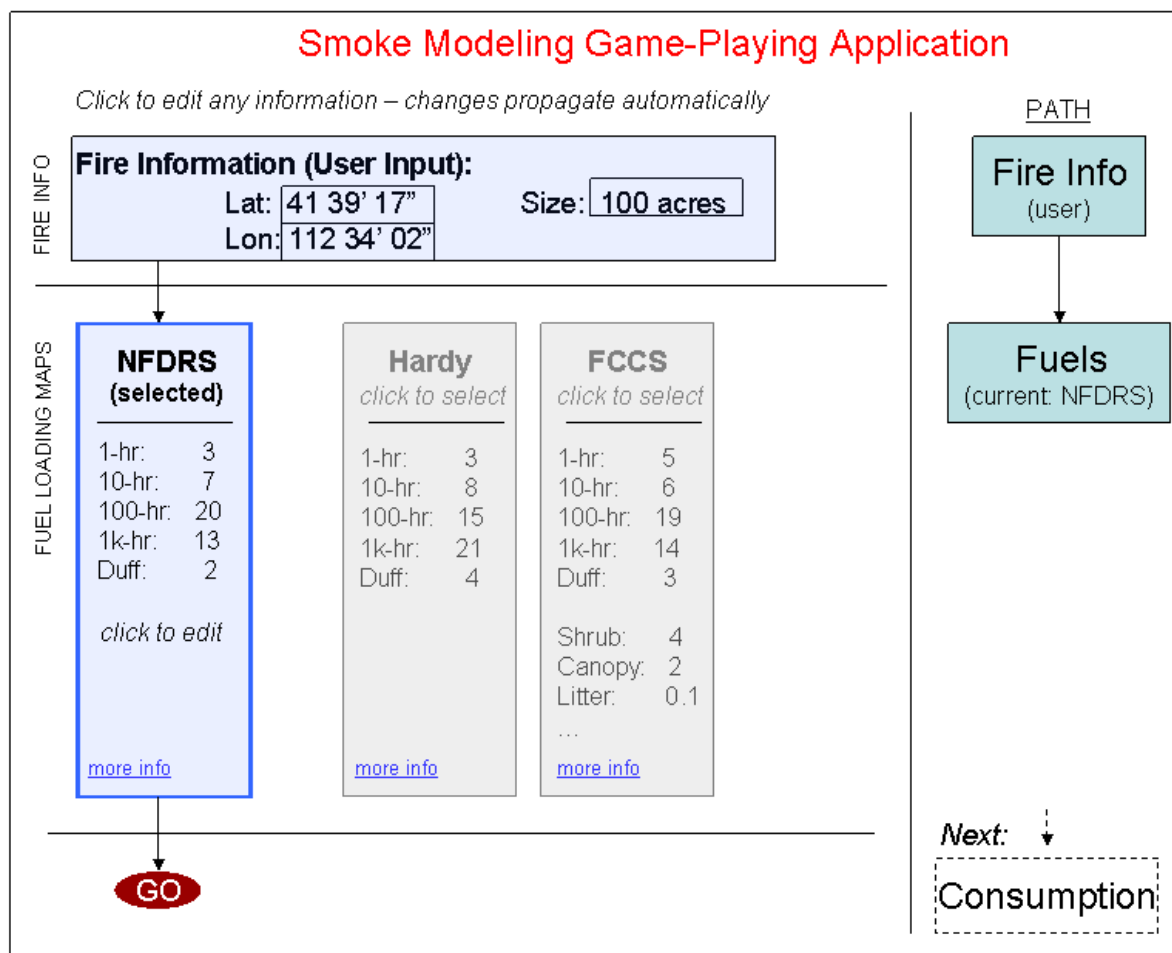 Smoke Modeling Game-Playing Application
Click to edit any information – changes propagate automatically
FIRE INFO
Fire Information (User Input):
Lat: 41 39' 17" Size: 100 acres
Lon: 112 34' 02"
FUEL LOADING MAPS
NFDRS
(selected)
1-hr: 3
10-hr: 7
100-hr: 20
1k-hr: 13
Duff: 2
click to edit
more info
Hardy
click to select
1-hr: 3
10-hr: 8
100-hr: 15
1k-hr: 21
Duff: 4
more info
FCCS
click to select
1-hr: 5
10-hr: 6
100-hr: 19
1k-hr: 14
Duff: 3
Shrub: 4
Canopy: 2
Litter: 0.1
...
more info
GO
PATH
Fire Info
(user)
Fuels
(current: NFDRS)
Next:
Consumption